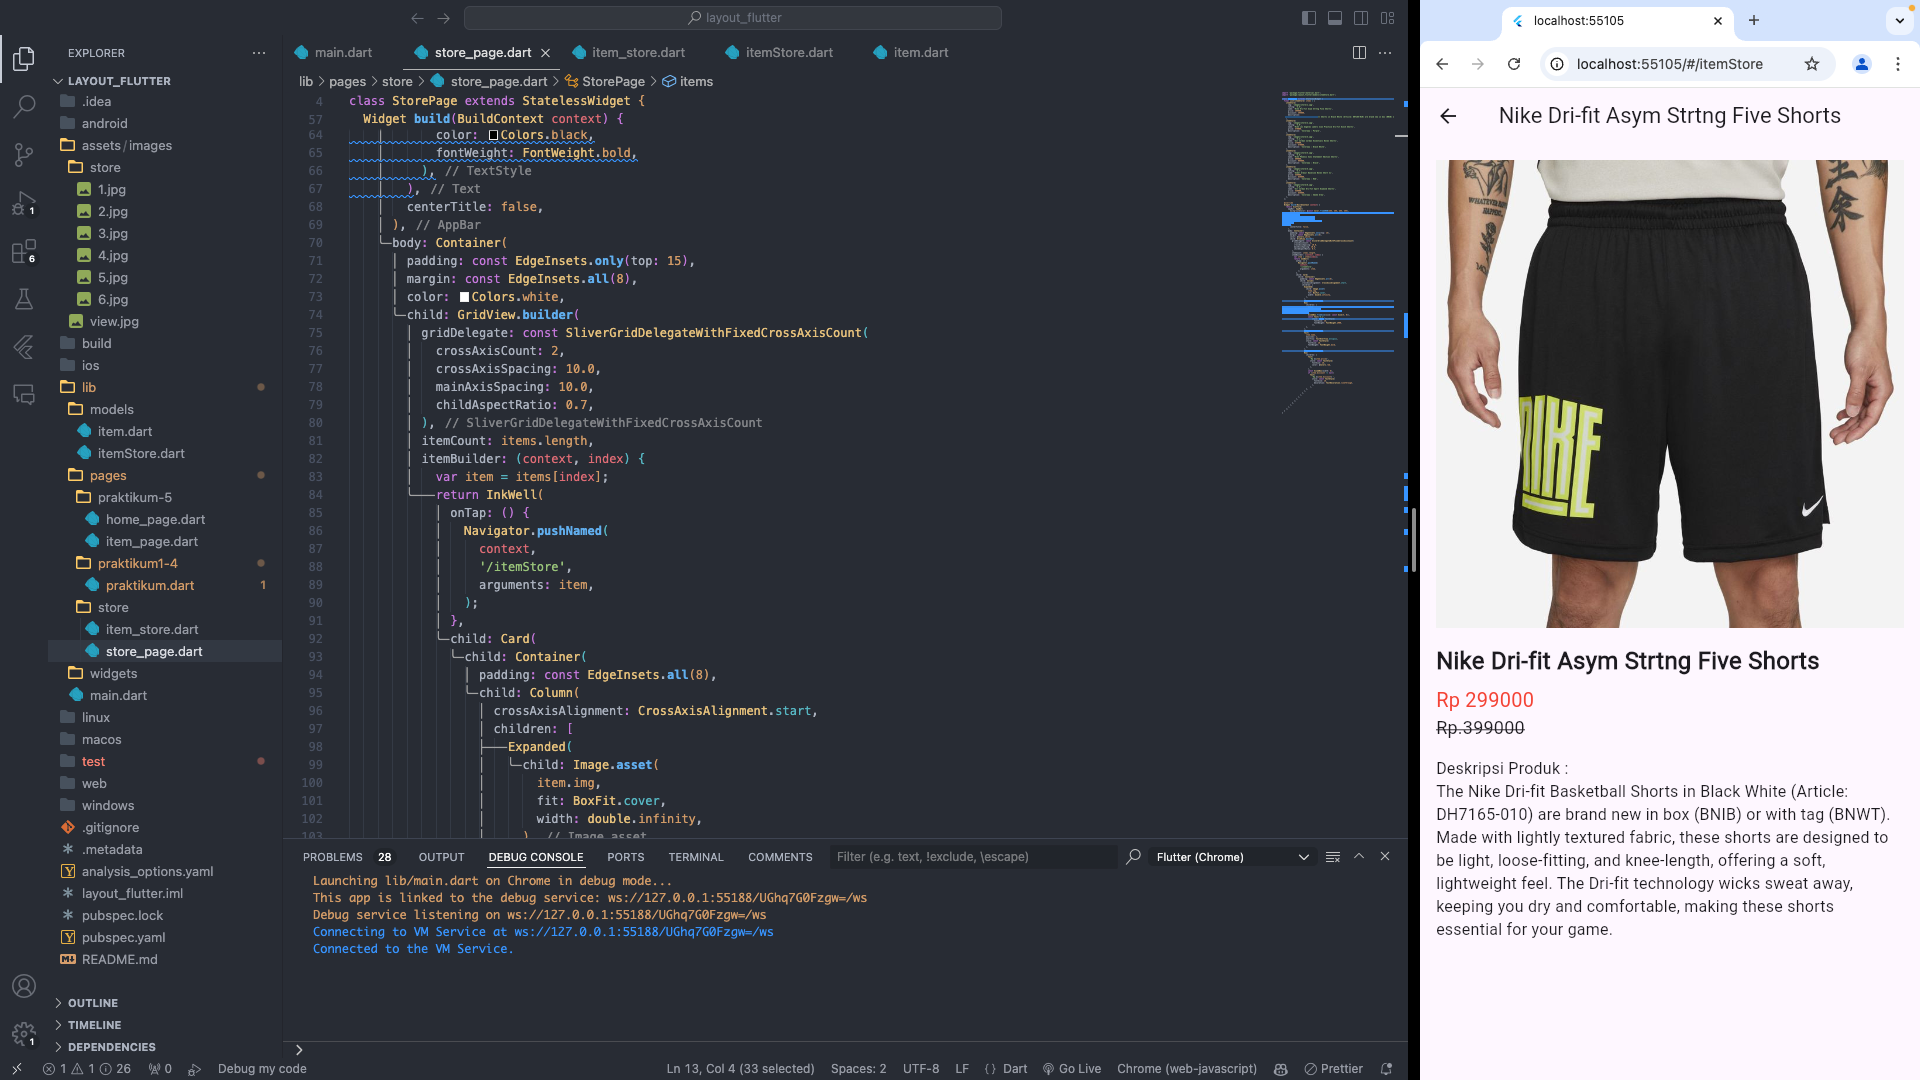 layout_flutter
EXPLORER
LAYOUT_FLUTTER
.idea
android
assets/images
store
1.jpg
2.jpg
3.jpg
4.jpg
5.jpg
6.jpg
view.jpg
build
ios
lib
models
item.dart
itemStore.dart
pages
praktikum-5
home_page.dart
item_page.dart
praktikum1-4
praktikum.dart 1
store
item_store.dart
store_page.dart
widgets
main.dart
linux
macos
test
web
windows
.gitignore
.metadata
analysis_options.yaml
layout_flutter.iml
pubspec.lock
pubspec.yaml
README.md
OUTLINE
TIMELINE
DEPENDENCIES
1
6
1
main.dart store_page.dart item_store.dart itemStore.dart item.dart
lib > pages > store > store_page.dart > StorePage > items
4 class StorePage extends StatelessWidget {
57 Widget build(BuildContext context) {
64 color: Colors.black,
65 fontWeight: FontWeight.bold,
66 ), // TextStyle
67 ), // Text
68 centerTitle: false,
69 ), // AppBar
70 body: Container(
71 padding: const EdgeInsets.only(top: 15),
72 margin: const EdgeInsets.all(8),
73 color: Colors.white,
74 child: GridView.builder(
75 gridDelegate: const SliverGridDelegateWithFixedCrossAxisCount(
76 crossAxisCount: 2,
77 crossAxisSpacing: 10.0,
78 mainAxisSpacing: 10.0,
79 childAspectRatio: 0.7,
80 ), // SliverGridDelegateWithFixedCrossAxisCount
81 itemCount: items.length,
82 itemBuilder: (context, index) {
83 var item = items[index];
84 return InkWell(
85 onTap: () {
86 Navigator.pushNamed(
87 context,
88 '/itemStore',
89 arguments: item,
90 );
91 },
92 child: Card(
93 child: Container(
94 padding: const EdgeInsets.all(8),
95 child: Column(
96 crossAxisAlignment: CrossAxisAlignment.start,
97 children: [
98 Expanded(
99 child: Image.asset(
100 item.img,
101 fit: BoxFit.cover,
102 width: double.infinity,
103 ), // Image.asset
PROBLEMS 28 OUTPUT DEBUG CONSOLE PORTS TERMINAL COMMENTS Filter (e.g. text, !exclude, \escape) Flutter (Chrome)
Launching lib/main.dart on Chrome in debug mode...
This app is linked to the debug service: ws://127.0.0.1:55188/UGhq7G0Fzgw=/ws
Debug service listening on ws://127.0.0.1:55188/UGhq7G0Fzgw=/ws
Connecting to VM Service at ws://127.0.0.1:55188/UGhq7G0Fzgw=/ws
Connected to the VM Service.
1 1 26 0 Debug my code Ln 13, Col 4 (33 selected) Spaces: 2 UTF-8 LF {} Dart Go Live Chrome (web-javascript) Prettier
localhost:55105
localhost:55105/#/itemStore
Nike Dri-fit Asym Strtng Five Shorts
NIKE
Nike Dri-fit Asym Strtng Five Shorts
Rp 299000
Rp.399000
Deskripsi Produk :
The Nike Dri-fit Basketball Shorts in Black White (Article:
DH7165-010) are brand new in box (BNIB) or with tag (BNWT).
Made with lightly textured fabric, these shorts are designed to
be light, loose-fitting, and knee-length, offering a soft,
lightweight feel. The Dri-fit technology wicks sweat away,
keeping you dry and comfortable, making these shorts
essential for your game.